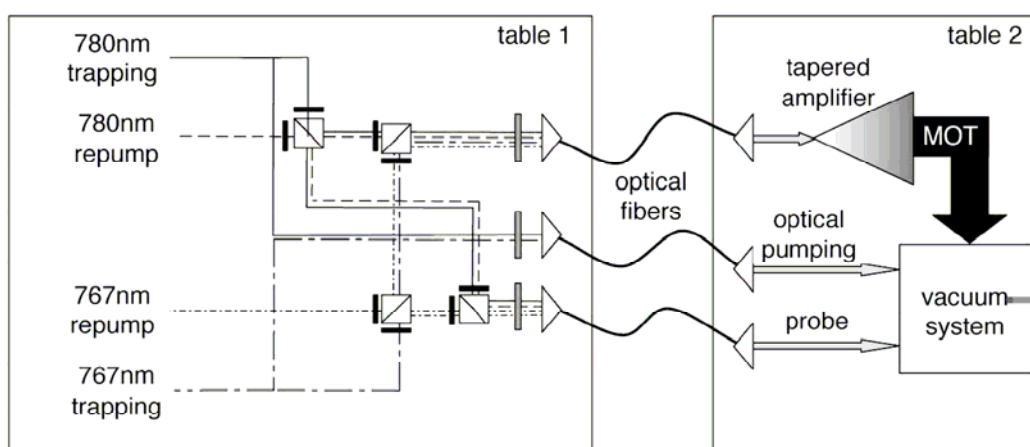 table 1
780nm
trapping
780nm
repump
767nm
repump
767nm
trapping
optical
fibers
table 2
tapered
amplifier
MOT
optical
pumping
probe
vacuum
system